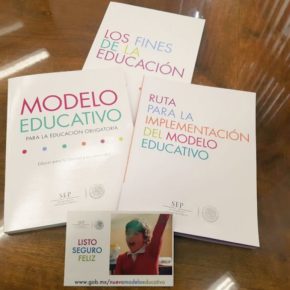 LOS FINES
DE LA
EDUCACIÓN
MODELO
EDUCATIVO
PARA LA EDUCACIÓN OBLIGATORIA
SEP
RUTA
PARA LA
IMPLEMENTACIÓN
DEL MODELO
EDUCATIVO
SEP
LISTO
SEGURO
FELIZ
www.gob.mx/nuevomodeloeducativo